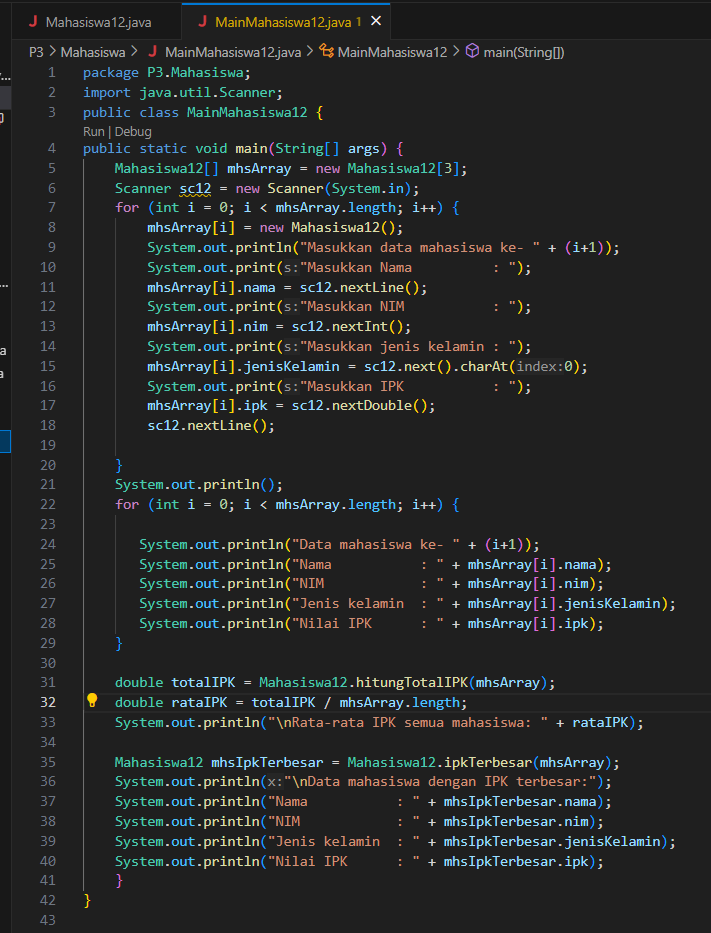 Mahasiswa12.java MainMahasiswa12.java 1
P3 > Mahasiswa > MainMahasiswa12.java > MainMahasiswa12 > main(String[])
1 package P3.Mahasiswa;
2 import java.util.Scanner;
3 public class MainMahasiswa12 {
Run | Debug
4 public static void main(String[] args) {
5 Mahasiswa12[] mhsArray = new Mahasiswa12[3];
6 Scanner sc12 = new Scanner(System.in);
7 for (int i = 0; i < mhsArray.length; i++) {
8 mhsArray[i] = new Mahasiswa12();
9 System.out.println("Masukkan data mahasiswa ke- " + (i+1));
10 System.out.print(s:"Masukkan Nama          : ");
11 mhsArray[i].nama = sc12.nextLine();
12 System.out.print(s:"Masukkan NIM           : ");
13 mhsArray[i].nim = sc12.nextInt();
14 System.out.print(s:"Masukkan jenis kelamin : ");
15 mhsArray[i].jenisKelamin = sc12.next().charAt(index:0);
16 System.out.print(s:"Masukkan IPK           : ");
17 mhsArray[i].ipk = sc12.nextDouble();
18 sc12.nextLine();
19
20 }
21 System.out.println();
22 for (int i = 0; i < mhsArray.length; i++) {
23
24 System.out.println("Data mahasiswa ke- " + (i+1));
25 System.out.println("Nama           : " + mhsArray[i].nama);
26 System.out.println("NIM            : " + mhsArray[i].nim);
27 System.out.println("Jenis kelamin  : " + mhsArray[i].jenisKelamin);
28 System.out.println("Nilai IPK      : " + mhsArray[i].ipk);
29 }
30
31 double totalIPK = Mahasiswa12.hitungTotalIPK(mhsArray);
32 double rataIPK = totalIPK / mhsArray.length;
33 System.out.println("\nRata-rata IPK semua mahasiswa: " + rataIPK);
34
35 Mahasiswa12 mhsIpkTerbesar = Mahasiswa12.ipkTerbesar(mhsArray);
36 System.out.println(x:"\nData mahasiswa dengan IPK terbesar:");
37 System.out.println("Nama           : " + mhsIpkTerbesar.nama);
38 System.out.println("NIM            : " + mhsIpkTerbesar.nim);
39 System.out.println("Jenis kelamin  : " + mhsIpkTerbesar.jenisKelamin);
40 System.out.println("Nilai IPK      : " + mhsIpkTerbesar.ipk);
41 }
42 }
43